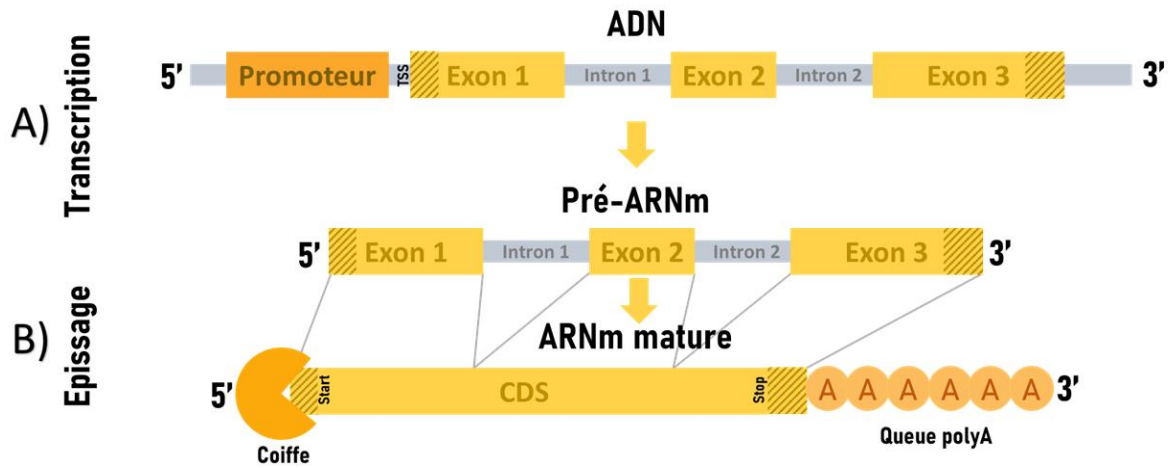 ADN
5' Promoteur TSS Exon 1 Intron 1 Exon 2 Intron 2 Exon 3 3'
A) Transcription
Pré-ARNm
5' Exon 1 Intron 1 Exon 2 Intron 2 Exon 3 3'
B) Epissage
ARNm mature
5' Start CDS Stop A A A A A A 3'
Coiffe
Queue polyA